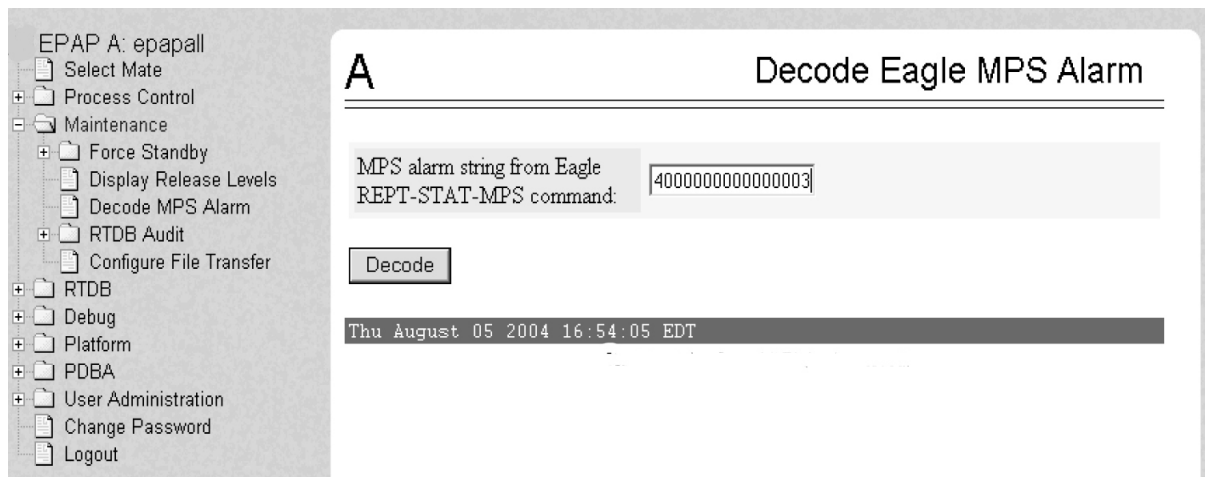 EPAP A: epapall
Select Mate
Process Control
Maintenance
Force Standby
Display Release Levels
Decode MPS Alarm
RTDB Audit
Configure File Transfer
RTDB
Debug
Platform
PDBA
User Administration
Change Password
Logout
A
Decode Eagle MPS Alarm
MPS alarm string from Eagle
REPT-STAT-MPS command:
4000000000000003
Decode
Thu August 05 2004 16:54:05 EDT